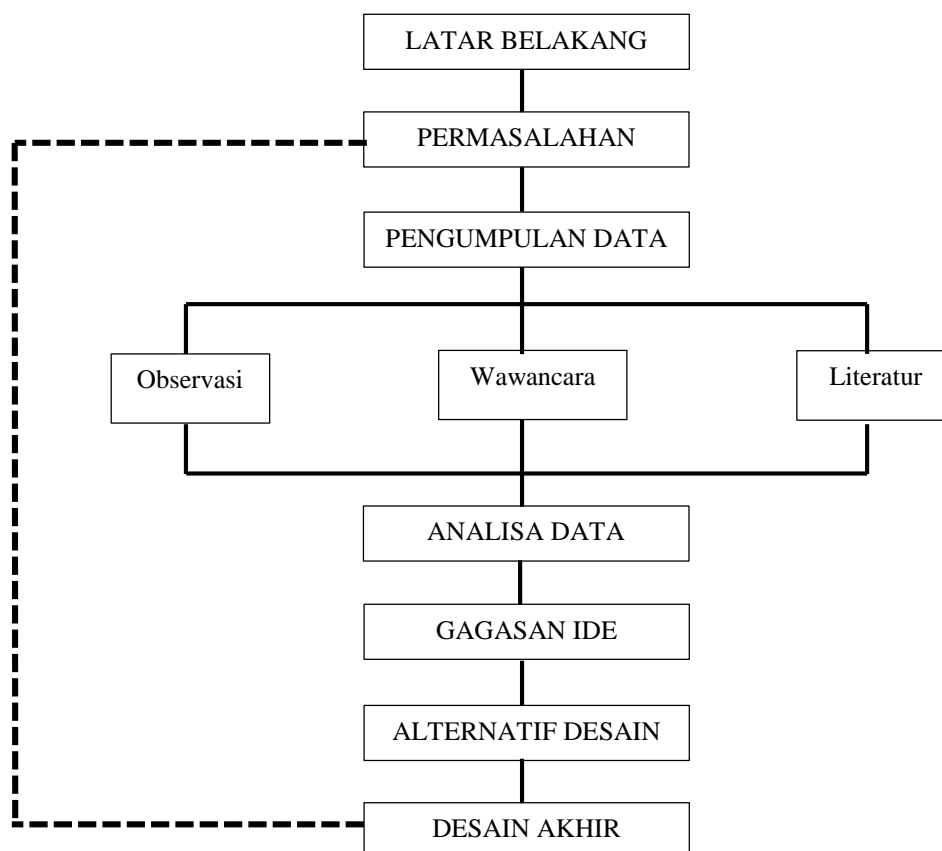 LATAR BELAKANG
PERMASALAHAN
PENGUMPULAN DATA
Observasi
Wawancara
Literatur
ANALISA DATA
GAGASAN IDE
ALTERNATIF DESAIN
DESAIN AKHIR